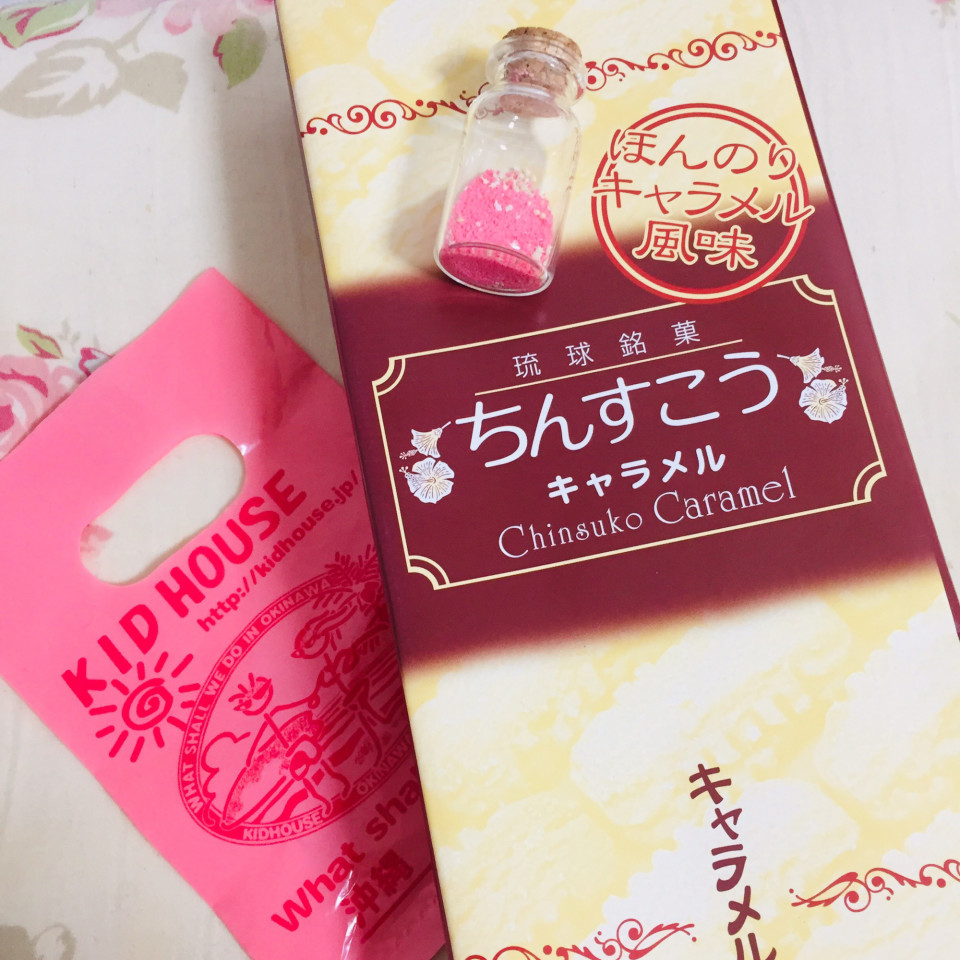 ほんのり
キャラメル
風味
琉球銘菓
ちんすこう
キャラメル
Chinsuko Caramel
キャラメル
KID HOUSE
http://kidhouse.jp/
WHAT SHALL WE DO IN OKINAWA
OKINAWA
KIDHOUSE
What shal
沖縄